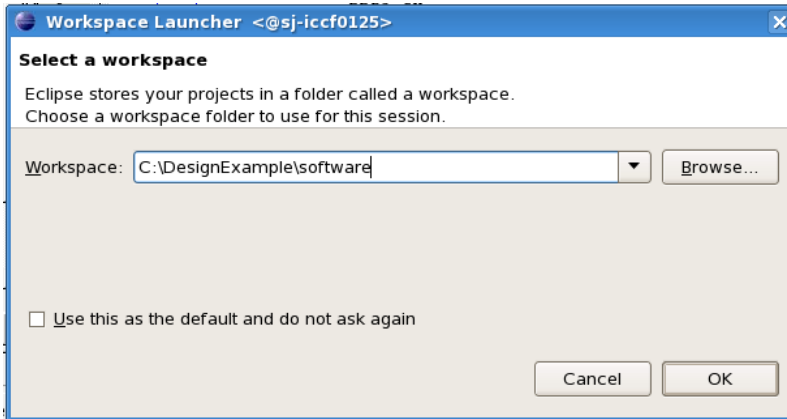 Workspace Launcher <@sj-iccf0125>
Select a workspace
Eclipse stores your projects in a folder called a workspace.
Choose a workspace folder to use for this session.
Workspace: C:\DesignExample\software Browse...
Use this as the default and do not ask again
Cancel OK